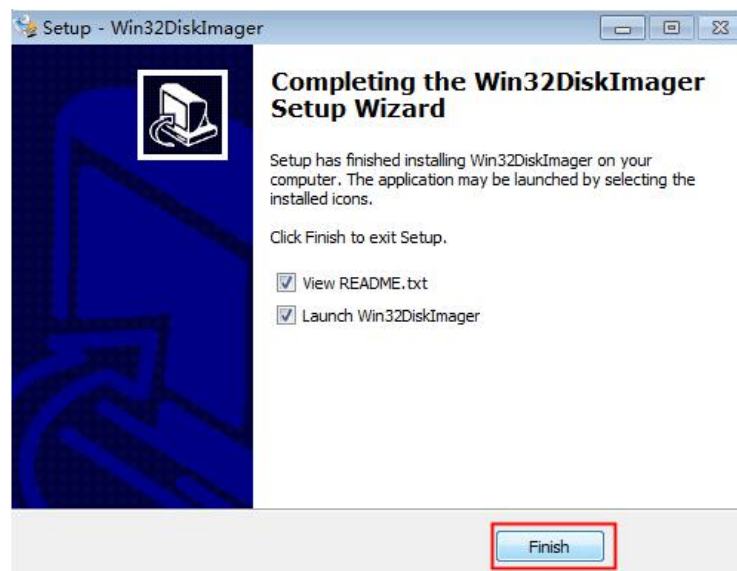 Setup - Win32DiskImager
Completing the Win32DiskImager
Setup Wizard
Setup has finished installing Win32DiskImager on your
computer. The application may be launched by selecting the
installed icons.
Click Finish to exit Setup.
View README.txt
Launch Win32DiskImager
Finish